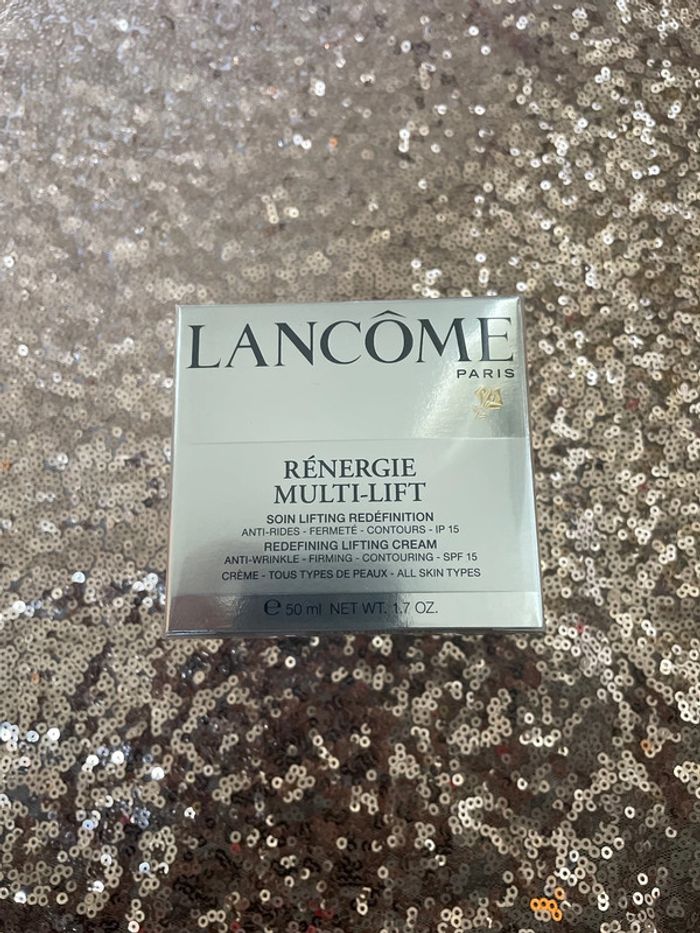 LANCÔME
PARIS
RÉNERGIE
MULTI-LIFT
SOIN LIFTING REDÉFINITION
ANTI-RIDES - FERMETÉ - CONTOURS - IP 15
REDEFINING LIFTING CREAM
ANTI-WRINKLE - FIRMING - CONTOURING - SPF 15
CRÈME - TOUS TYPES DE PEAUX - ALL SKIN TYPES
℮ 50 ml NET WT. 1.7 OZ.